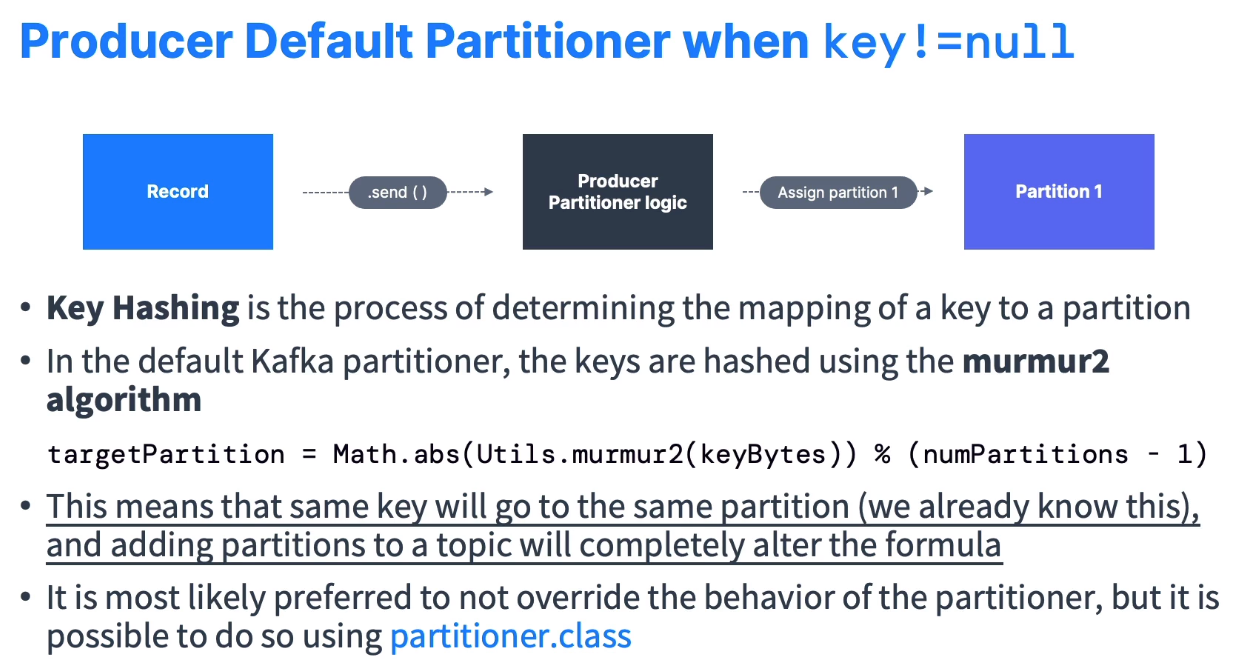 Producer Default Partitioner when key!=null
Record
.send ( )
Producer
Partitioner logic
Assign partition 1
Partition 1
• Key Hashing is the process of determining the mapping of a key to a partition
• In the default Kafka partitioner, the keys are hashed using the murmur2
algorithm
targetPartition = Math.abs(Utils.murmur2(keyBytes)) % (numPartitions - 1)
• This means that same key will go to the same partition (we already know this),
and adding partitions to a topic will completely alter the formula
• It is most likely preferred to not override the behavior of the partitioner, but it is
possible to do so using partitioner.class